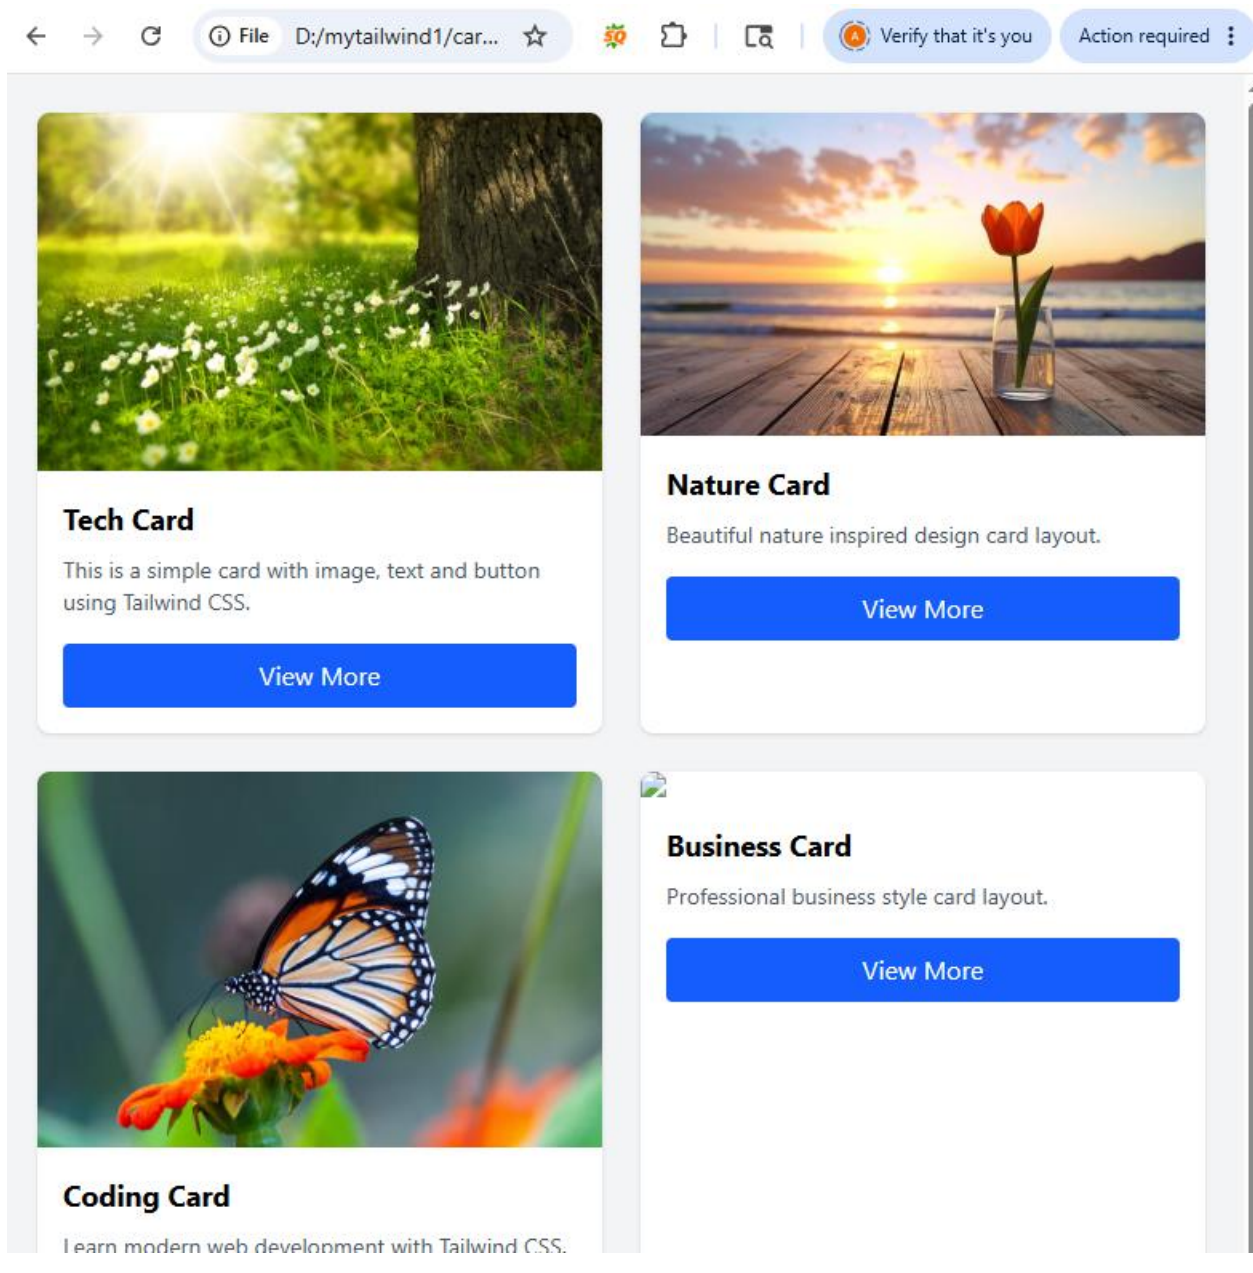 File D:/mytailwind1/car... SQ Verify that it's you Action required
Tech Card
This is a simple card with image, text and button
using Tailwind CSS.
View More
Nature Card
Beautiful nature inspired design card layout.
View More
Coding Card
Learn modern web development with Tailwind CSS.
Business Card
Professional business style card layout.
View More